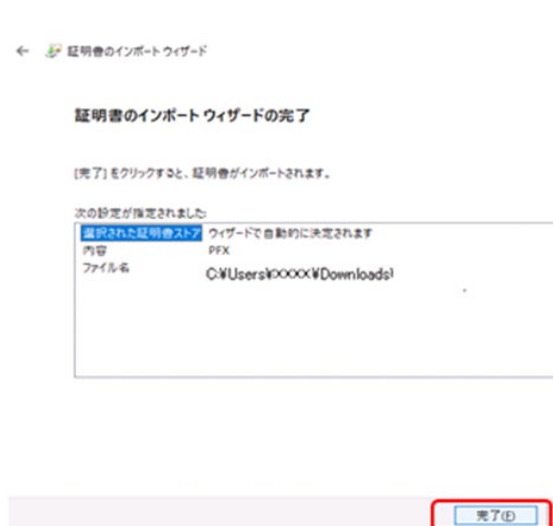 ← 証明書のインポート ウィザード
証明書のインポート ウィザードの完了
[完了] をクリックすると、証明書がインポートされます。
次の設定が指定されました:
選択された証明書ストア ウィザードで自動的に決定されます
内容 PFX
ファイル名 C:¥Users¥XXXX¥Downloads¥
完了(F)